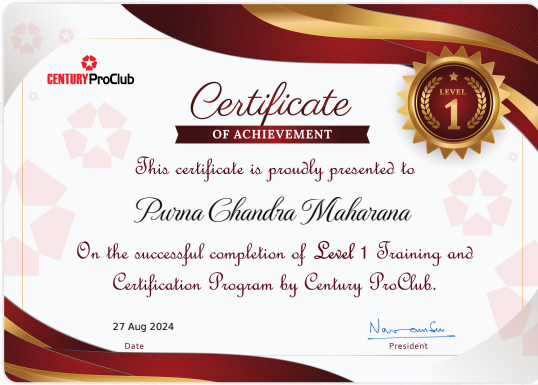 CENTURY ProClub
LEVEL
1
Certificate
OF ACHIEVEMENT
This certificate is proudly presented to
Purna Chandra Maharana
On the successful completion of Level 1 Training and
Certification Program by Century ProClub.
27 Aug 2024
Date
President